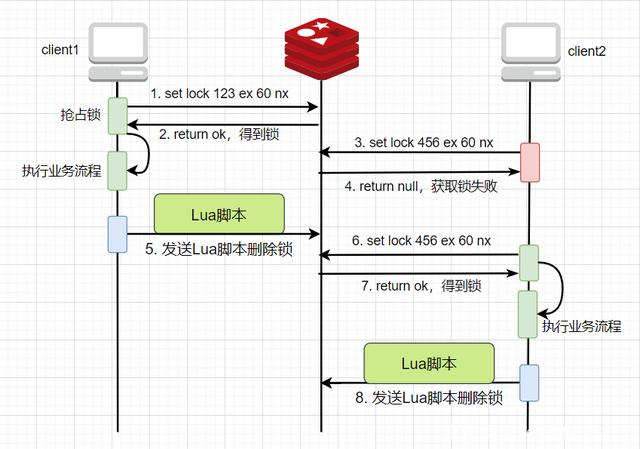 client1
client2
1. set lock 123 ex 60 nx
抢占锁
2. return ok，得到锁
3. set lock 456 ex 60 nx
执行业务流程
4. return null，获取锁失败
Lua脚本
5. 发送Lua脚本删除锁
6. set lock 456 ex 60 nx
7. return ok，得到锁
执行业务流程
Lua脚本
8. 发送Lua脚本删除锁